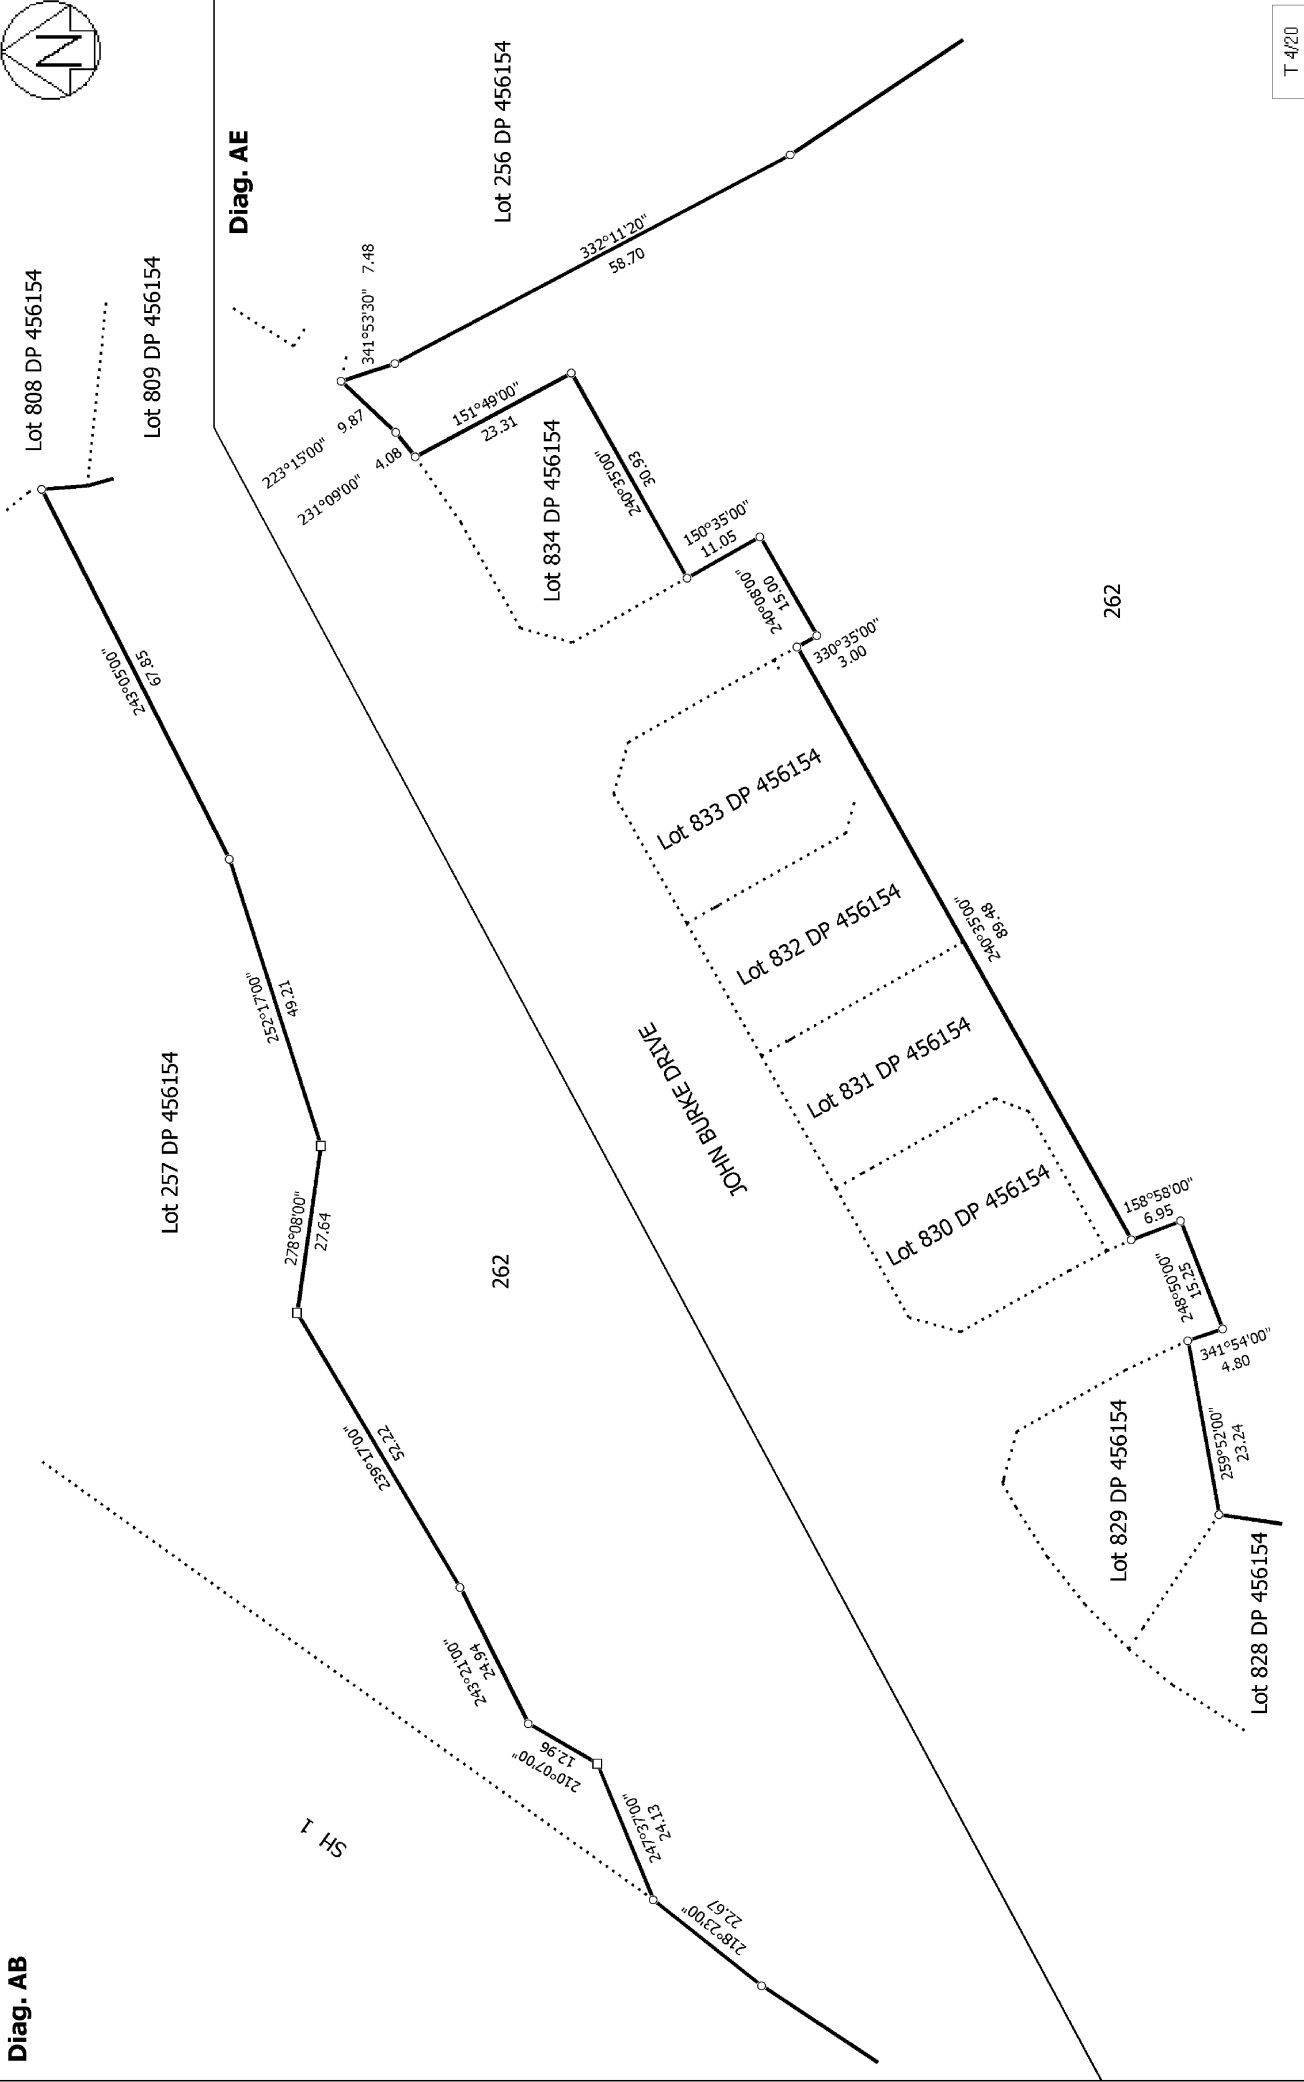 N
T 4/20
Diag. AE
Lot 256 DP 456154
Lot 808 DP 456154
Lot 809 DP 456154
341°53'30" 7.48
332°11'20"
58.70
223°15'00"
9.87
231°09'00"
4.08
151°49'00"
23.31
Lot 834 DP 456154
240°35'00"
30.93
150°35'00"
11.05
240°08'00"
15.00
330°35'00"
3.00
262
243°05'00"
67.85
Lot 833 DP 456154
Lot 832 DP 456154
240°35'00"
89.48
252°17'00"
49.21
Lot 831 DP 456154
JOHN BURKE DRIVE
Lot 257 DP 456154
278°08'00"
27.64
262
Lot 830 DP 456154
158°58'00"
6.95
248°50'00"
15.25
341°54'00"
4.80
259°52'00"
23.24
Lot 829 DP 456154
Lot 828 DP 456154
239°17'00"
52.22
243°21'00"
24.94
210°07'00"
12.96
247°37'00"
24.13
218°23'00"
22.67
SH 1
Diag. AB